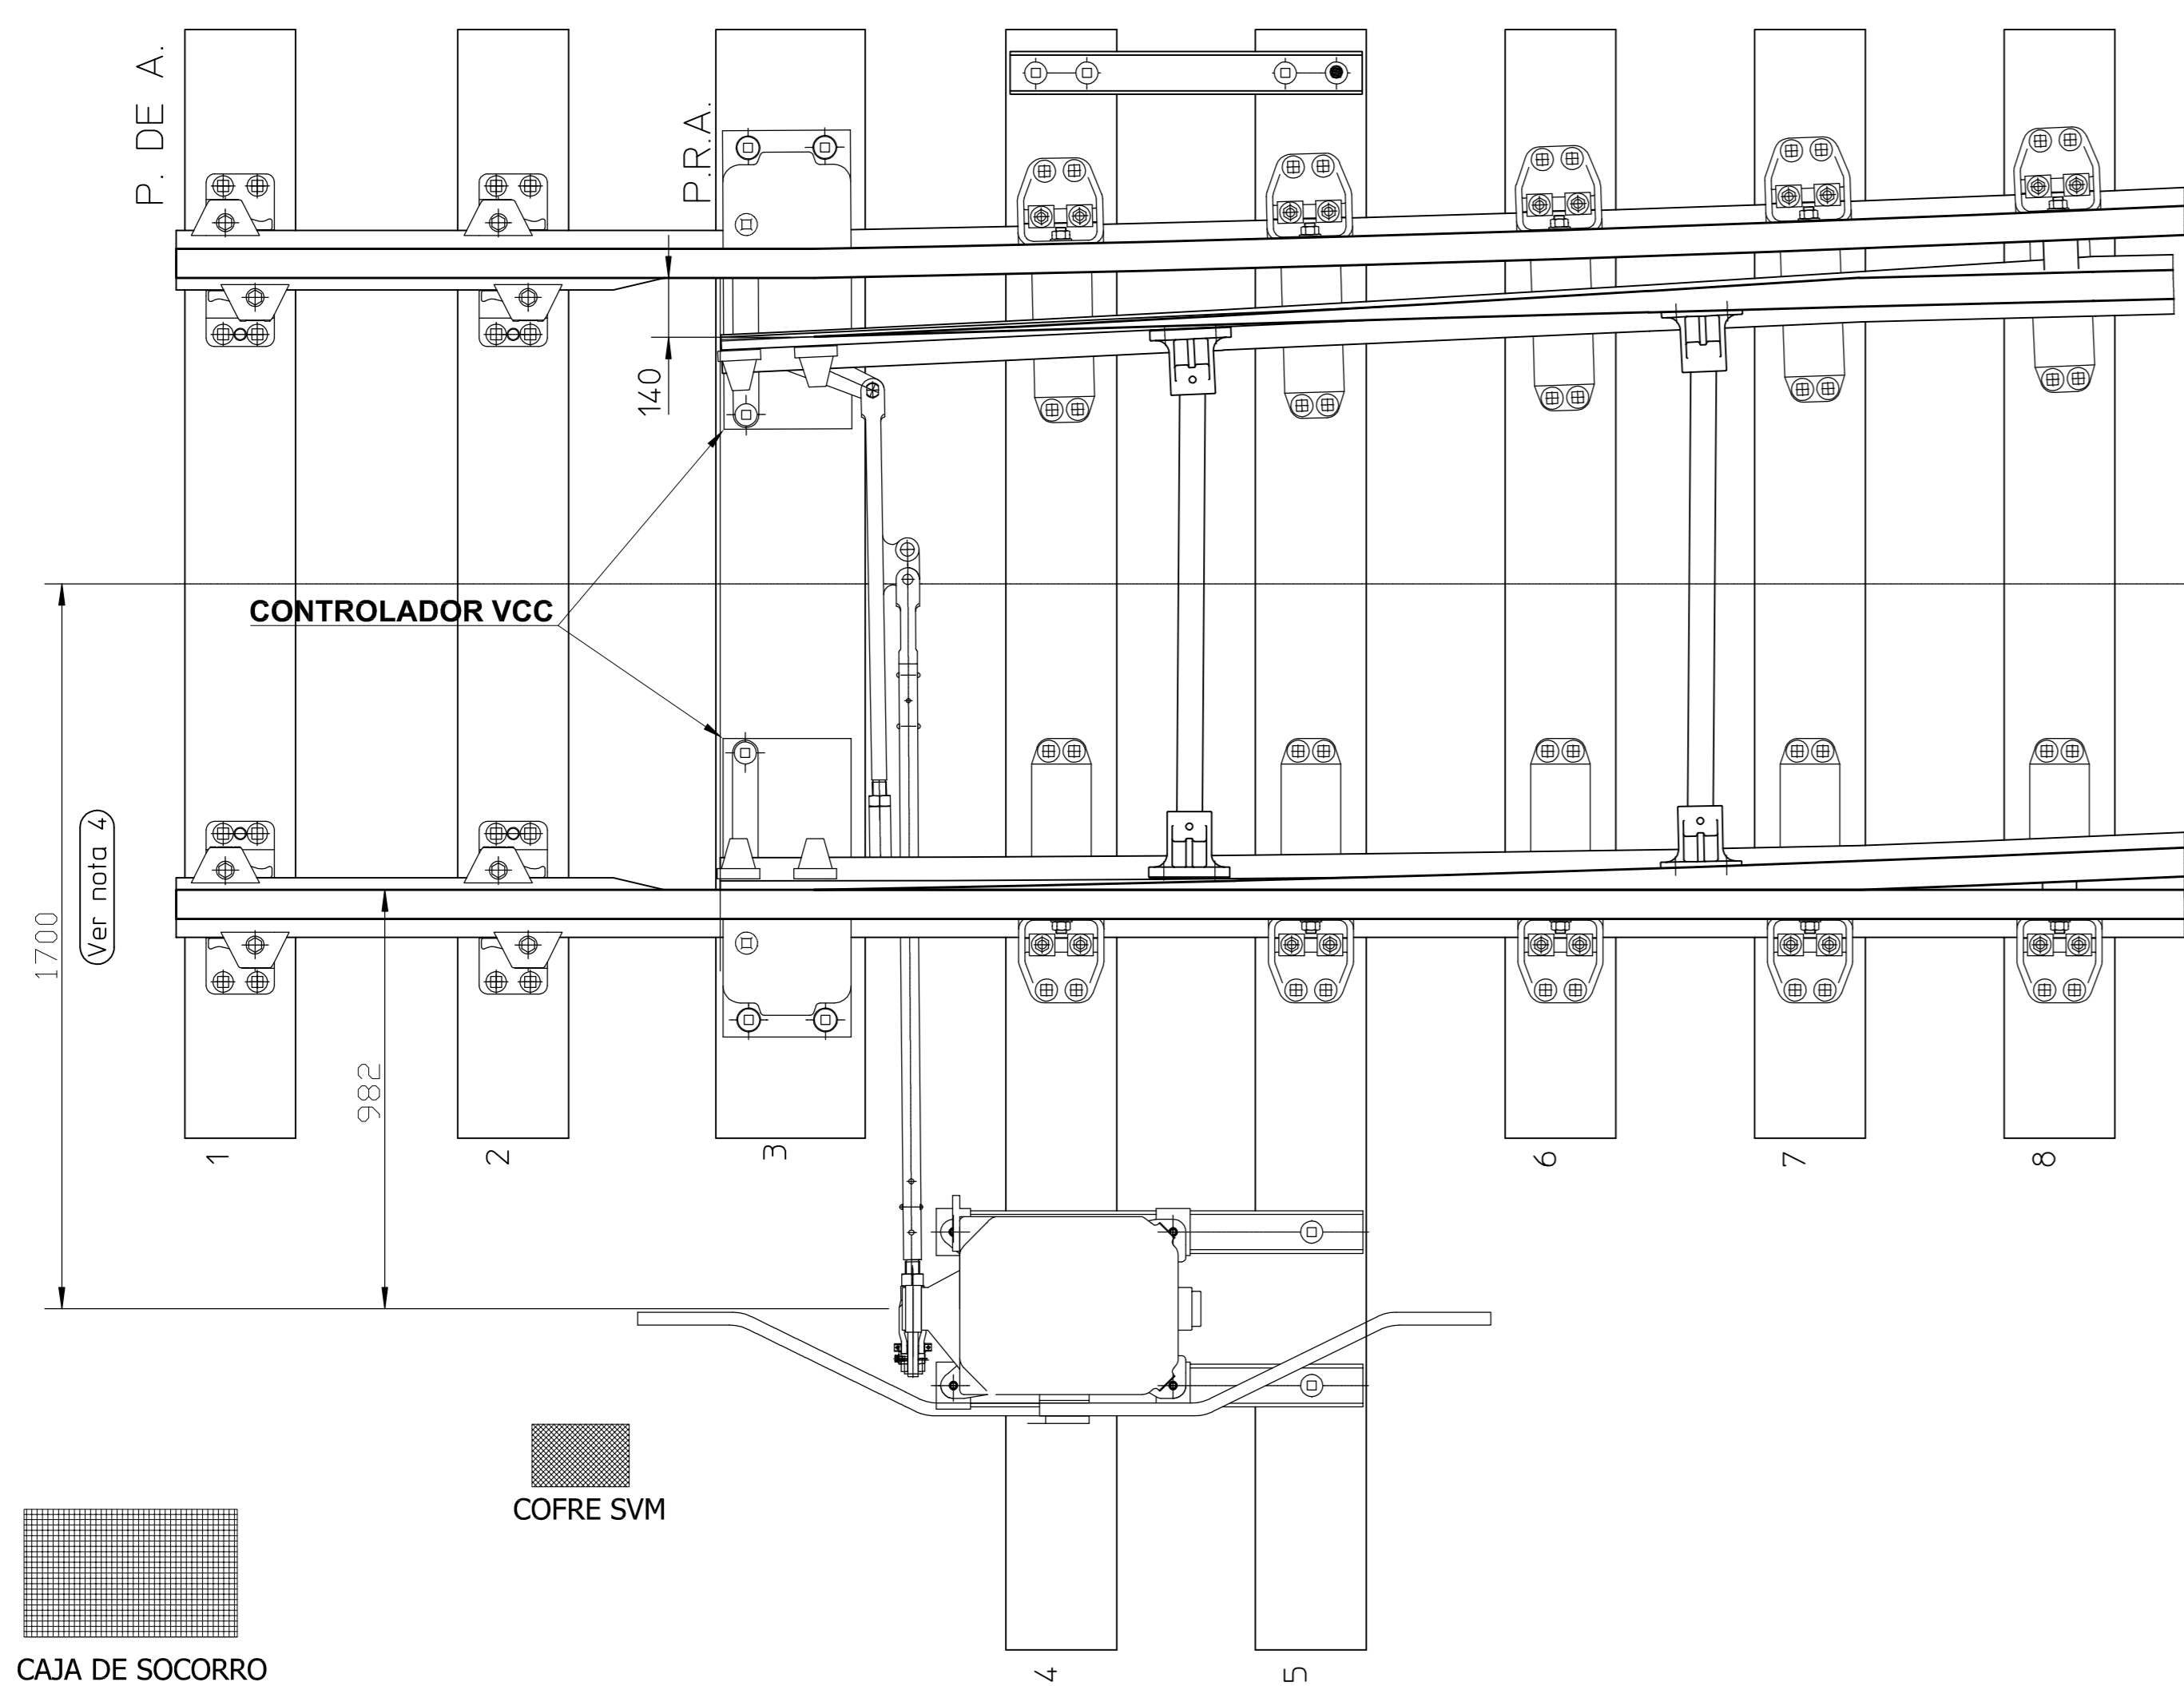 P. DE A.
P.R.A.
140
CONTROLADOR VCC
Ver nota 4
1700
982
1
2
3
6
7
8
COFRE SVM
CAJA DE SOCORRO
4
5